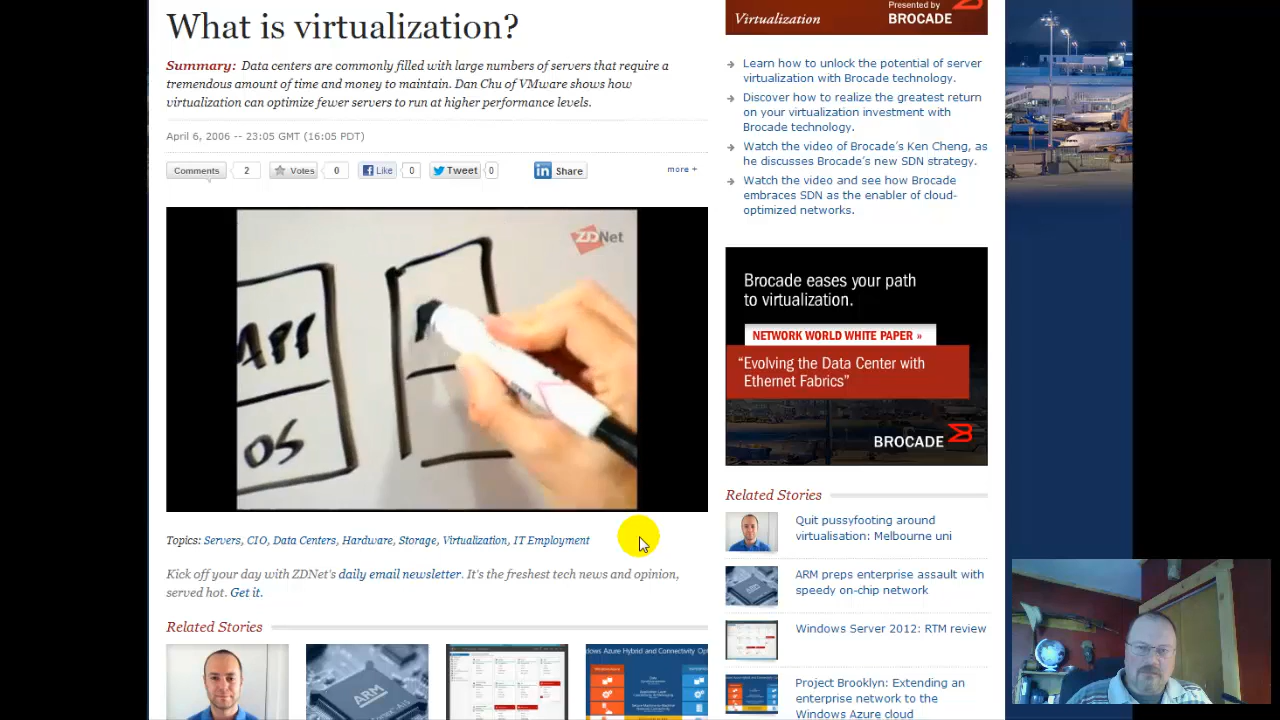 What is virtualization?
Summary: Data centers are commonly filled with large numbers of servers that require a
tremendous amount of time and money to maintain. Dan Chu of VMware shows how
virtualization can optimize fewer servers to run at higher performance levels.
April 6, 2006 -- 23:05 GMT (16:05 PDT)
Comments 2 Votes 0 Like 0 Tweet 0 Share more +
ZDNet
App
OS
Topics: Servers, CIO, Data Centers, Hardware, Storage, Virtualization, IT Employment
Kick off your day with ZDNet's daily email newsletter. It's the freshest tech news and opinion,
served hot. Get it.
Related Stories
Presented by
Virtualization BROCADE
Learn how to unlock the potential of server
virtualization with Brocade technology.
Discover how to realize the greatest return
on your virtualization investment with
Brocade technology.
Watch the video of Brocade's Ken Cheng, as
he discusses Brocade's new SDN strategy.
Watch the video and see how Brocade
embraces SDN as the enabler of cloud-
optimized networks.
Brocade eases your path
to virtualization.
NETWORK WORLD WHITE PAPER »
“Evolving the Data Center with
Ethernet Fabrics”
BROCADE
Related Stories
Quit pussyfooting around
virtualisation: Melbourne uni
ARM preps enterprise assault with
speedy on-chip network
Windows Server 2012: RTM review
Project Brooklyn: Extending an
enterprise network to the
Windows Azure cloud